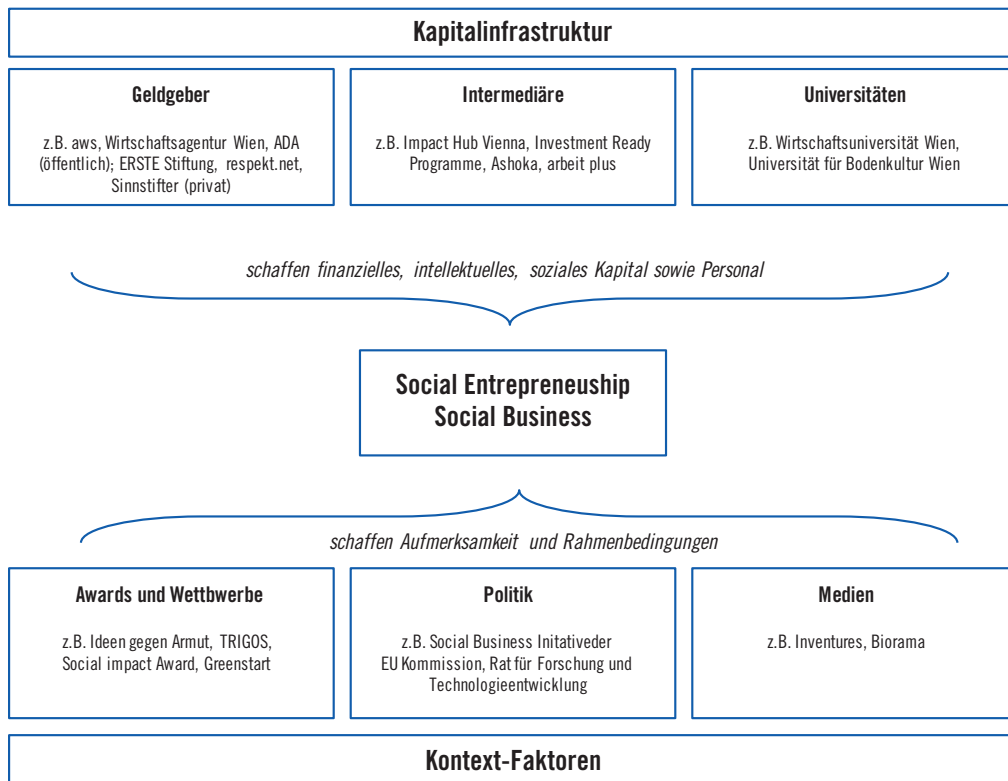 Kapitalinfrastruktur
Geldgeber
z.B. aws, Wirtschaftsagentur Wien, ADA
(öffentlich); ERSTE Stiftung, respekt.net,
Sinnstifter (privat)
Intermediäre
z.B. Impact Hub Vienna, Investment Ready
Programme, Ashoka, arbeit plus
Universitäten
z.B. Wirtschaftsuniversität Wien,
Universität für Bodenkultur Wien
schaffen finanzielles, intellektuelles, soziales Kapital sowie Personal
Social Entrepreneuship
Social Business
schaffen Aufmerksamkeit und Rahmenbedingungen
Awards und Wettbwerbe
z.B. Ideen gegen Armut, TRIGOS,
Social impact Award, Greenstart
Politik
z.B. Social Business Initativeder
EU Kommission, Rat für Forschung und
Technologieentwicklung
Medien
z.B. Inventures, Biorama
Kontext-Faktoren